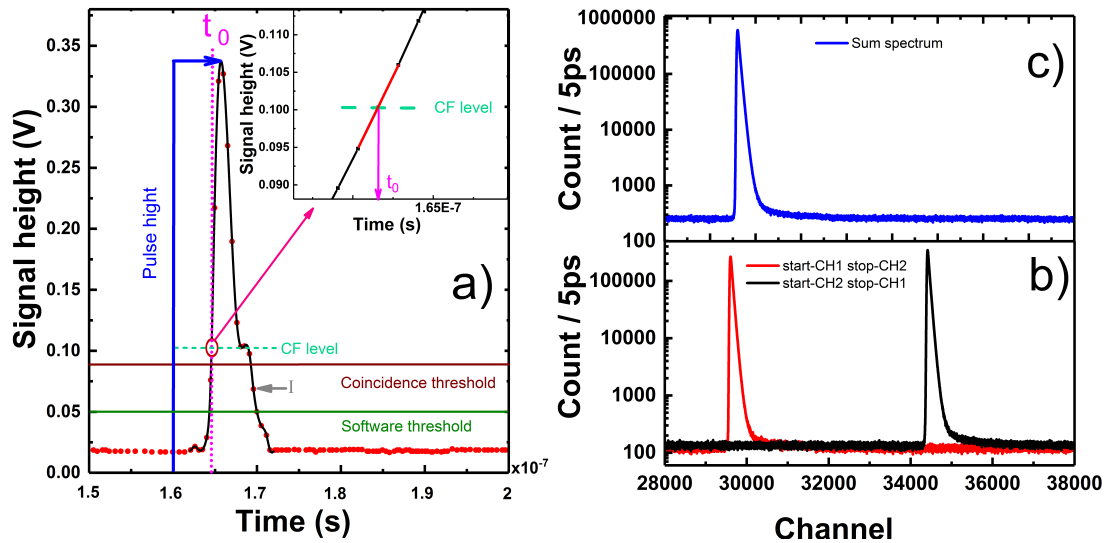 t0
0.35
0.30
0.25
0.20
0.15
0.10
0.05
0.00
Signal height (V)
Pulse hight
0.110
0.105
0.100
0.095
0.090
Signal height (V)
CF level
t0
1.65E-7
Time (s)
a)
CF level
Coincidence threshold
I
Software threshold
1.5
1.6
1.7
1.8
1.9
2
x10-7
Time (s)
1000000
100000
10000
1000
100
Count / 5ps
Sum spectrum
c)
100000
10000
1000
100
Count / 5ps
start-CH1 stop-CH2
start-CH2 stop-CH1
b)
28000
30000
32000
34000
36000
38000
Channel